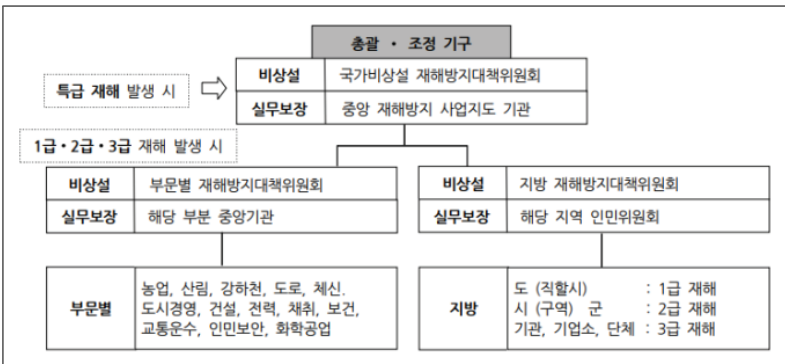 총괄 · 조정 기구
특급 재해 발생 시
비상설 국가비상설 재해방지대책위원회
실무보장 중앙 재해방지 사업지도 기관
1급·2급·3급 재해 발생 시
비상설 부문별 재해방지대책위원회
실무보장 해당 부분 중앙기관
비상설 지방 재해방지대책위원회
실무보장 해당 지역 인민위원회
부문별
농업, 산림, 강하천, 도로, 체신.
도시경영, 건설, 전력, 채취, 보건,
교통운수, 인민보안, 화학공업
지방
도 (직할시) : 1급 재해
시 (구역) 군 : 2급 재해
기관, 기업소, 단체 : 3급 재해